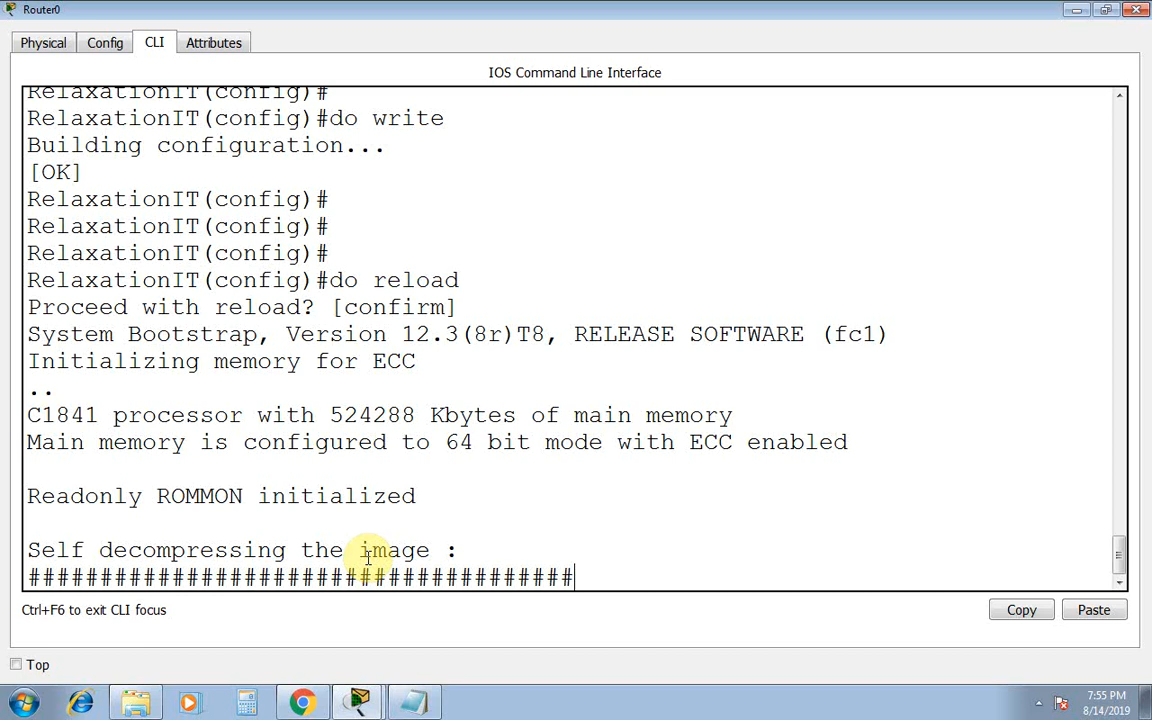 Router0
Physical
Config
CLI
Attributes
IOS Command Line Interface
RelaxationIT(config)#
RelaxationIT(config)#do write
Building configuration...
[OK]
RelaxationIT(config)#
RelaxationIT(config)#
RelaxationIT(config)#
RelaxationIT(config)#do reload
Proceed with reload? [confirm]
System Bootstrap, Version 12.3(8r)T8, RELEASE SOFTWARE (fc1)
Initializing memory for ECC
..
C1841 processor with 524288 Kbytes of main memory
Main memory is configured to 64 bit mode with ECC enabled
Readonly ROMMON initialized
Self decompressing the image :
######################################
Ctrl+F6 to exit CLI focus
Copy
Paste
Top
7:55 PM
8/14/2019